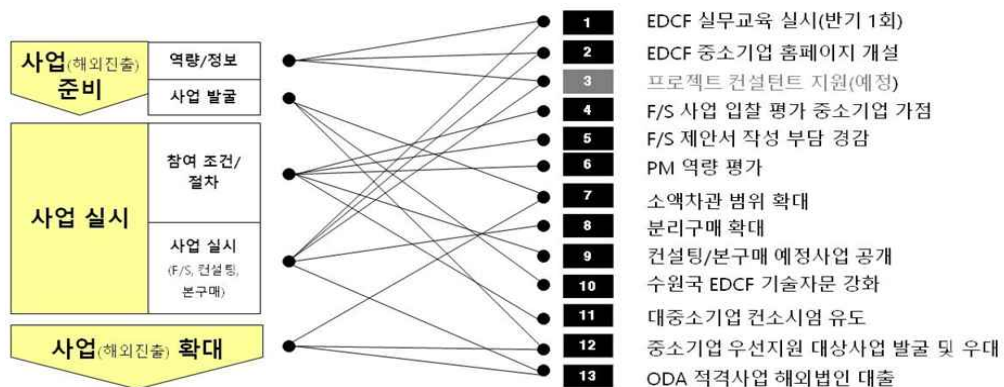 사업(해외진출)
준비
역량/정보
사업 발굴
사업 실시
참여 조건/
절차
사업 실시
(F/S, 컨설팅,
본구매)
사업(해외진출) 확대
1 EDCF 실무교육 실시(반기 1회)
2 EDCF 중소기업 홈페이지 개설
3 프로젝트 컨설턴트 지원(예정)
4 F/S 사업 입찰 평가 중소기업 가점
5 F/S 제안서 작성 부담 경감
6 PM 역량 평가
7 소액차관 범위 확대
8 분리구매 확대
9 컨설팅/본구매 예정사업 공개
10 수원국 EDCF 기술자문 강화
11 대중소기업 컨소시엄 유도
12 중소기업 우선지원 대상사업 발굴 및 우대
13 ODA 적격사업 해외법인 대출